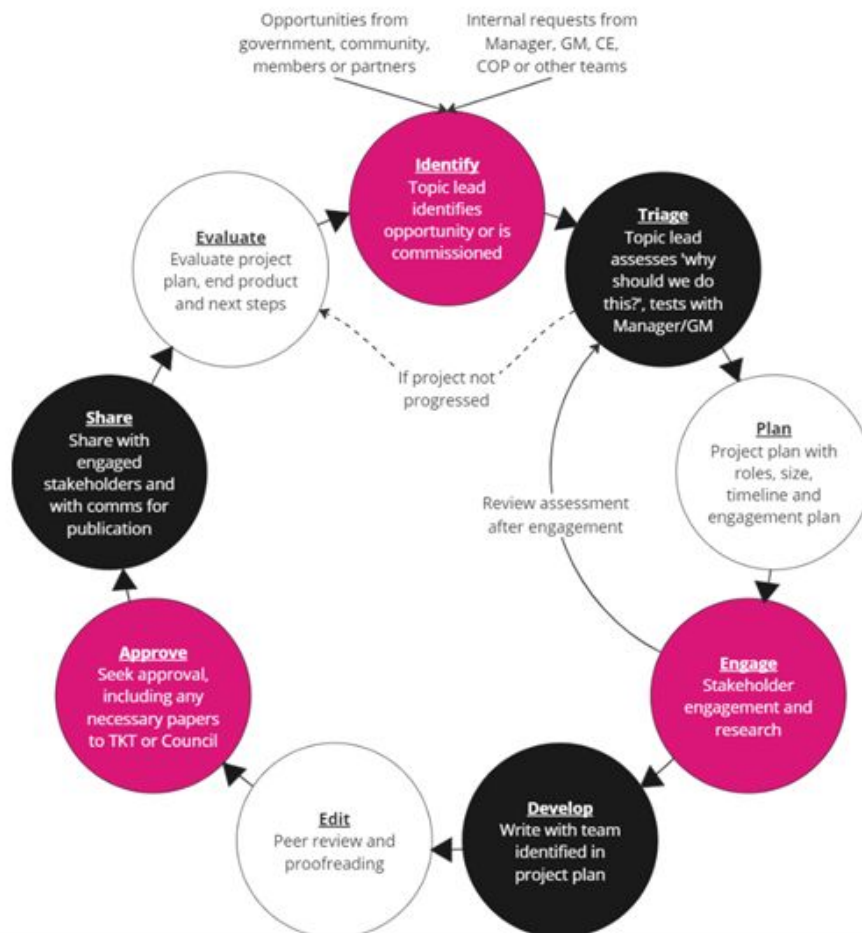 Opportunities from
government, community,
members or partners
Internal requests from
Manager, GM, CE,
COP or other teams
Identify
Topic lead
identifies
opportunity or is
commissioned
Triage
Topic lead
assesses 'why
should we do
this?', tests with
Manager/GM
Plan
Project plan with
roles, size,
timeline and
engagement plan
Engage
Stakeholder
engagement and
research
Review assessment
after engagement
If project not
progressed
Develop
Write with team
identified in
project plan
Edit
Peer review and
proofreading
Approve
Seek approval,
including any
necessary papers
to TKT or Council
Share
Share with
engaged
stakeholders and
with comms for
publication
Evaluate
Evaluate project
plan, end product
and next steps